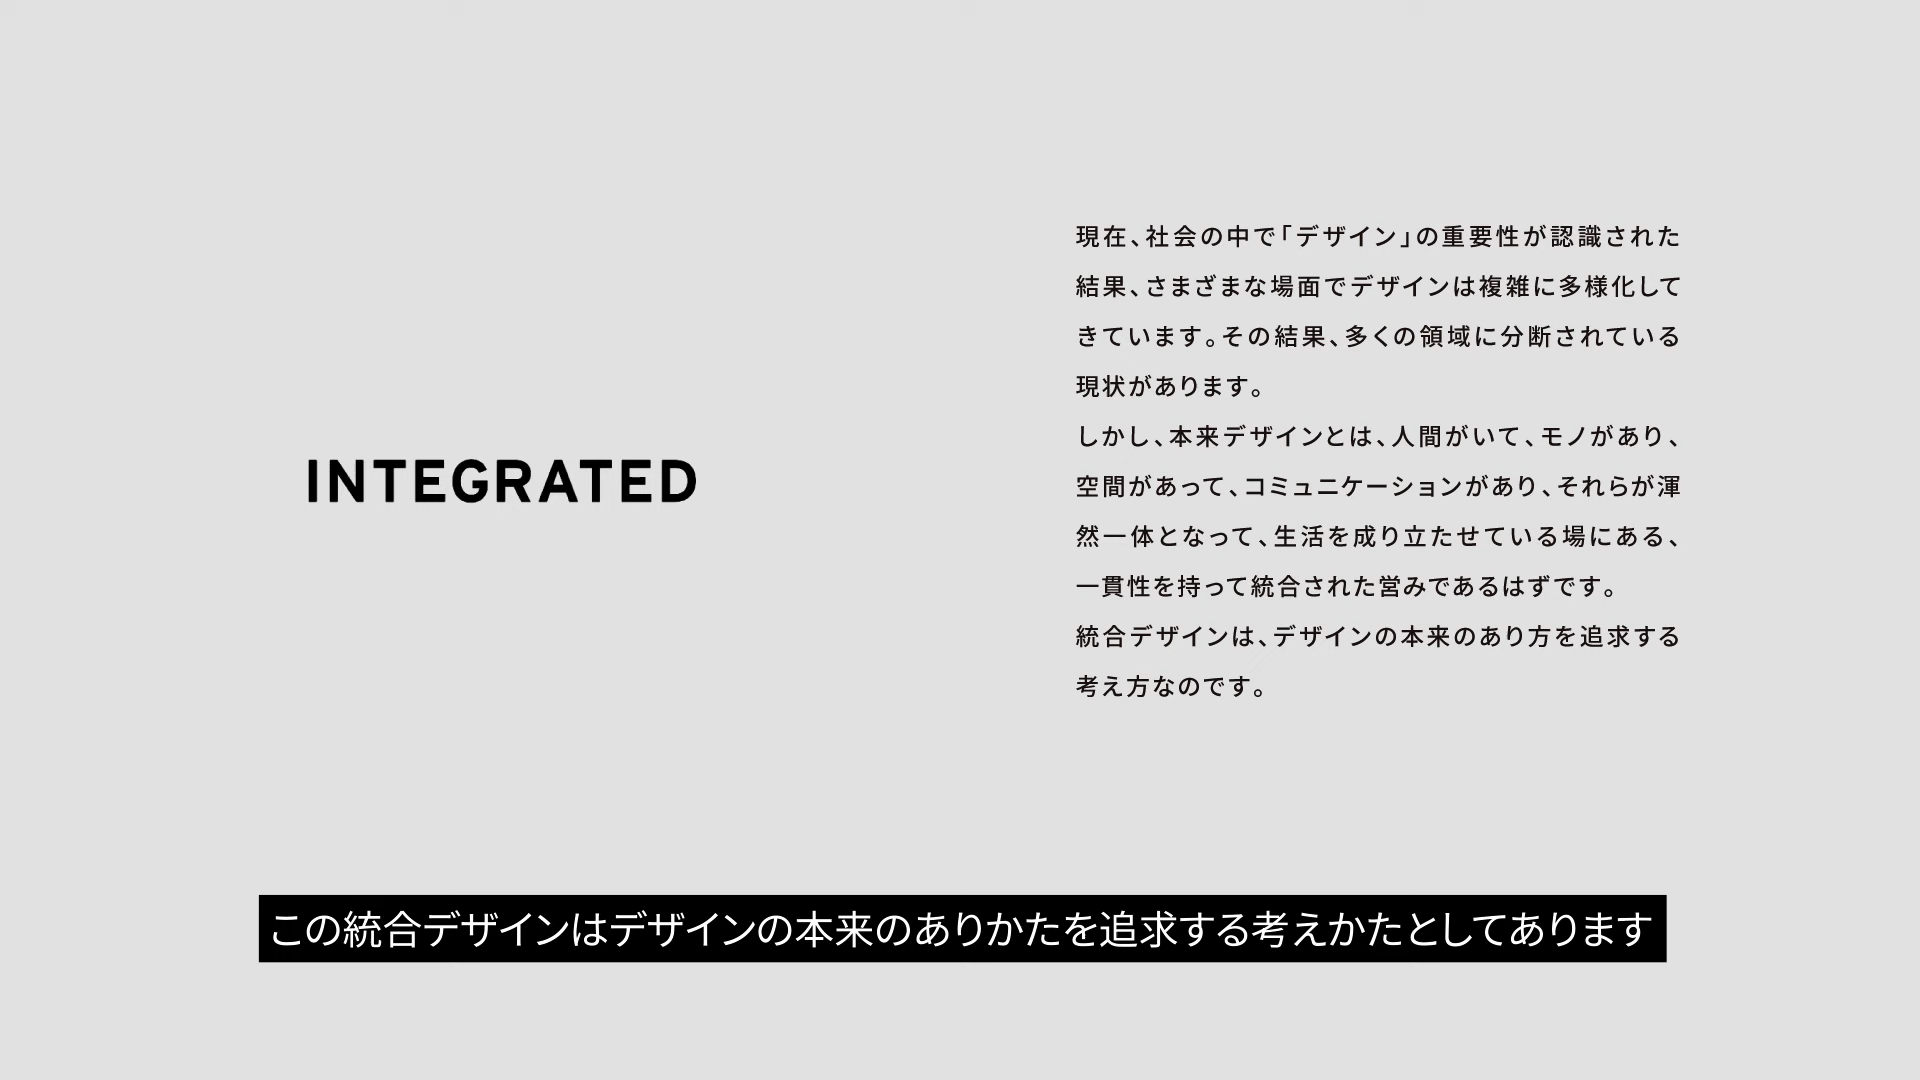 INTEGRATED
現在、社会の中で「デザイン」の重要性が認識された
結果、さまざまな場面でデザインは複雑に多様化して
きています。その結果、多くの領域に分断されている
現状があります。
しかし、本来デザインとは、人間がいて、モノがあり、
空間があって、コミュニケーションがあり、それらが渾
然一体となって、生活を成り立たせている場にある、
一貫性を持って統合された営みであるはずです。
統合デザインは、デザインの本来のあり方を追求する
考え方なのです。
この統合デザインはデザインの本来のありかたを追求する考えかたとしてあります